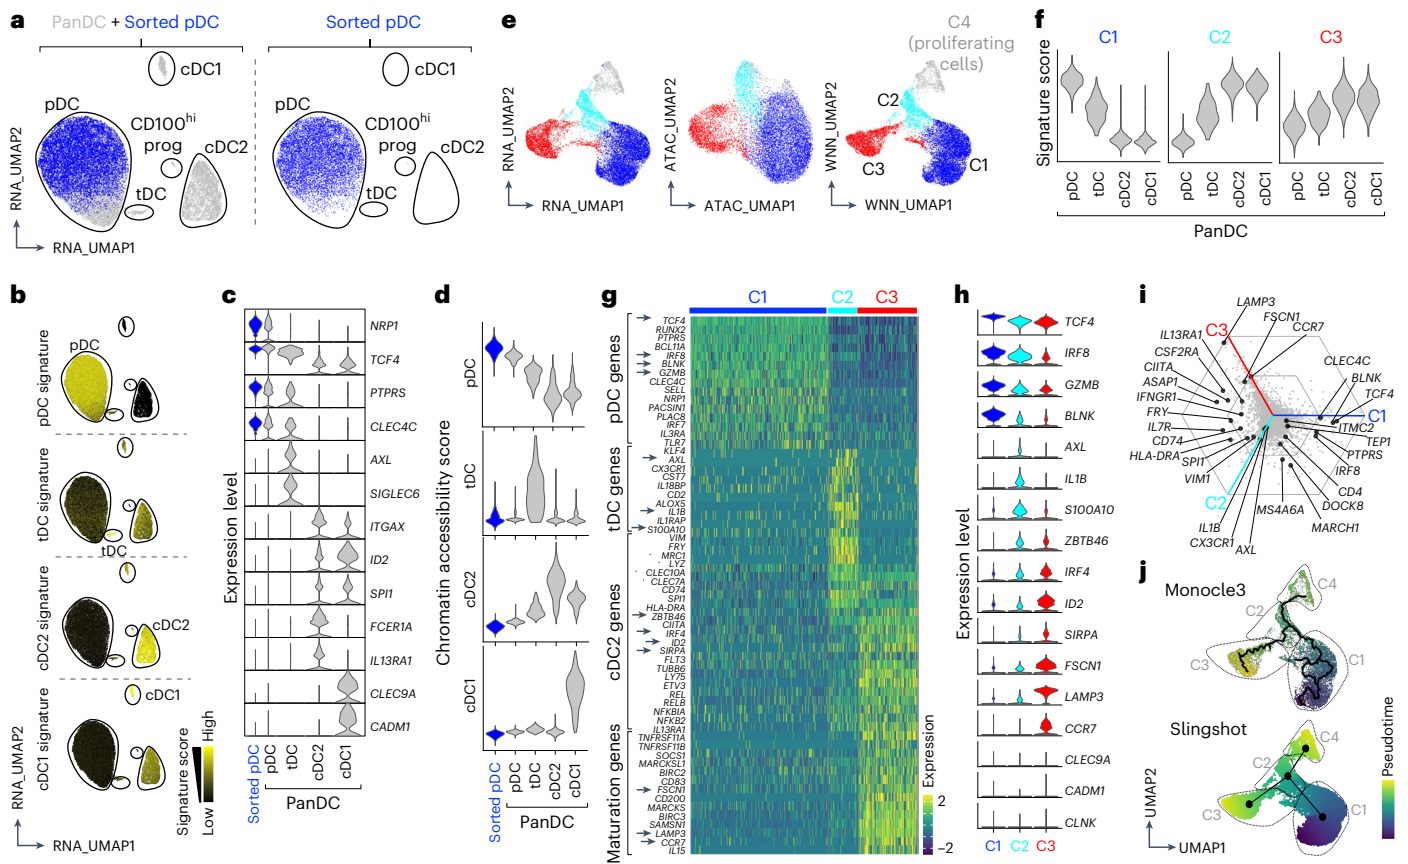 a
PanDC + Sorted pDC
Sorted pDC
cDC1
pDC
CD100hi
prog
cDC2
tDC
RNA_UMAP2
RNA_UMAP1
cDC1
pDC
CD100hi
prog
cDC2
tDC
b
pDC signature
pDC
tDC signature
tDC
cDC2 signature
cDC2
cDC1 signature
cDC1
RNA_UMAP2
RNA_UMAP1
Signature score
Low
High
c
Expression level
NRP1
TCF4
PTPRS
CLEC4C
AXL
SIGLEC6
ITGAX
ID2
SPI1
FCER1A
IL13RA1
CLEC9A
CADM1
Sorted pDC
pDC
tDC
cDC2
cDC1
PanDC
d
Chromatin accessibility score
pDC
tDC
cDC2
cDC1
Sorted pDC
pDC
tDC
cDC2
cDC1
PanDC
e
C4
(proliferating
cells)
RNA_UMAP2
RNA_UMAP1
ATAC_UMAP2
ATAC_UMAP1
WNN_UMAP2
WNN_UMAP1
C2
C3
C1
f
Signature score
C1
C2
C3
pDC
tDC
cDC2
cDC1
pDC
tDC
cDC2
cDC1
pDC
tDC
cDC2
cDC1
PanDC
g
C1
C2
C3
pDC genes
tDC genes
cDC2 genes
Maturation genes
TCF4
RUNX2
PTPRS
BCL11A
IRF8
BLNK
GZMB
CLEC4C
SELL
NRP1
PACSIN1
PLAC8
IRF7
IL3RA
TLR7
KLF4
AXL
CX3CR1
CST7
IL18BP
CD2
ALOX5
IL1B
IL1RAP
S100A10
VIM
FRY
MRC1
LYZ
CLEC10A
CLEC7A
CD74
SPI1
HLA-DRA
ZBTB46
CIITA
IRF4
ID2
SIRPA
FLT3
TUBB6
LY75
ETV3
REL
RELB
NFKBIA
NFKB2
IL13RA1
TNFRSF11A
TNFRSF11B
SOCS1
MARCKSL1
BIRC2
CD83
FSCN1
CD200
MARCKS
BIRC3
SAMSN1
LAMP3
CCR7
IL15
Expression
2
−2
h
Expression level
TCF4
IRF8
GZMB
BLNK
AXL
IL1B
S100A10
ZBTB46
IRF4
ID2
SIRPA
FSCN1
LAMP3
CCR7
CLEC9A
CADM1
CLNK
C1
C2
C3
i
LAMP3
FSCN1
CCR7
C3
IL13RA1
CSF2RA
CIITA
ASAP1
IFNGR1
FRY
IL7R
CD74
HLA-DRA
SPI1
VIM1
C2
IL1B
CX3CR1
AXL
MS4A6A
MARCH1
DOCK8
CD4
IRF8
PTPRS
TEP1
ITMC2
C1
TCF4
BLNK
CLEC4C
j
Monocle3
C4
C2
C3
C1
Slingshot
C4
C2
C3
C1
UMAP2
UMAP1
Pseudotime